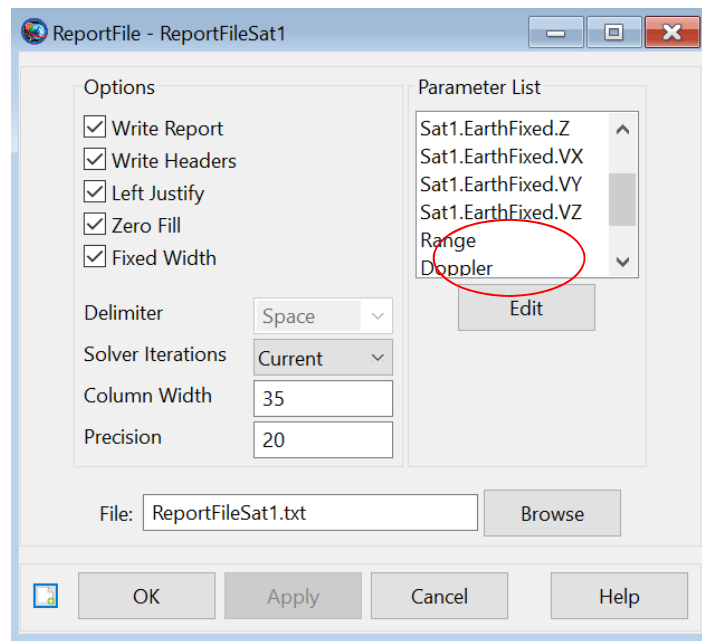 ReportFile - ReportFileSat1
Options
Write Report
Write Headers
Left Justify
Zero Fill
Fixed Width
Delimiter Space
Solver Iterations Current
Column Width 35
Precision 20
Parameter List
Sat1.EarthFixed.Z
Sat1.EarthFixed.VX
Sat1.EarthFixed.VY
Sat1.EarthFixed.VZ
Range
Doppler
Edit
File: ReportFileSat1.txt Browse
OK Apply Cancel Help